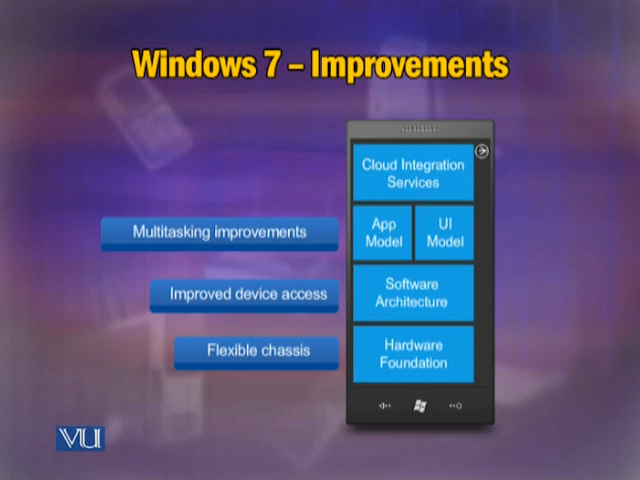 Windows 7 – Improvements
Cloud Integration
Services
Multitasking improvements
App
Model
UI
Model
Improved device access
Software
Architecture
Flexible chassis
Hardware
Foundation
VU